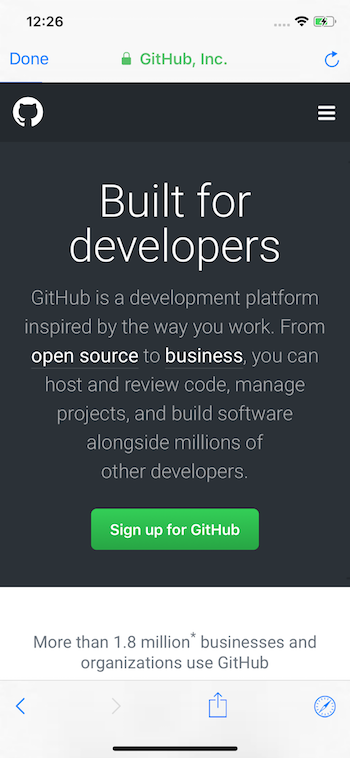 12:26
Done
GitHub, Inc.
Built for
developers
GitHub is a development platform
inspired by the way you work. From
open source to business, you can
host and review code, manage
projects, and build software
alongside millions of
other developers.
Sign up for GitHub
More than 1.8 million* businesses and
organizations use GitHub